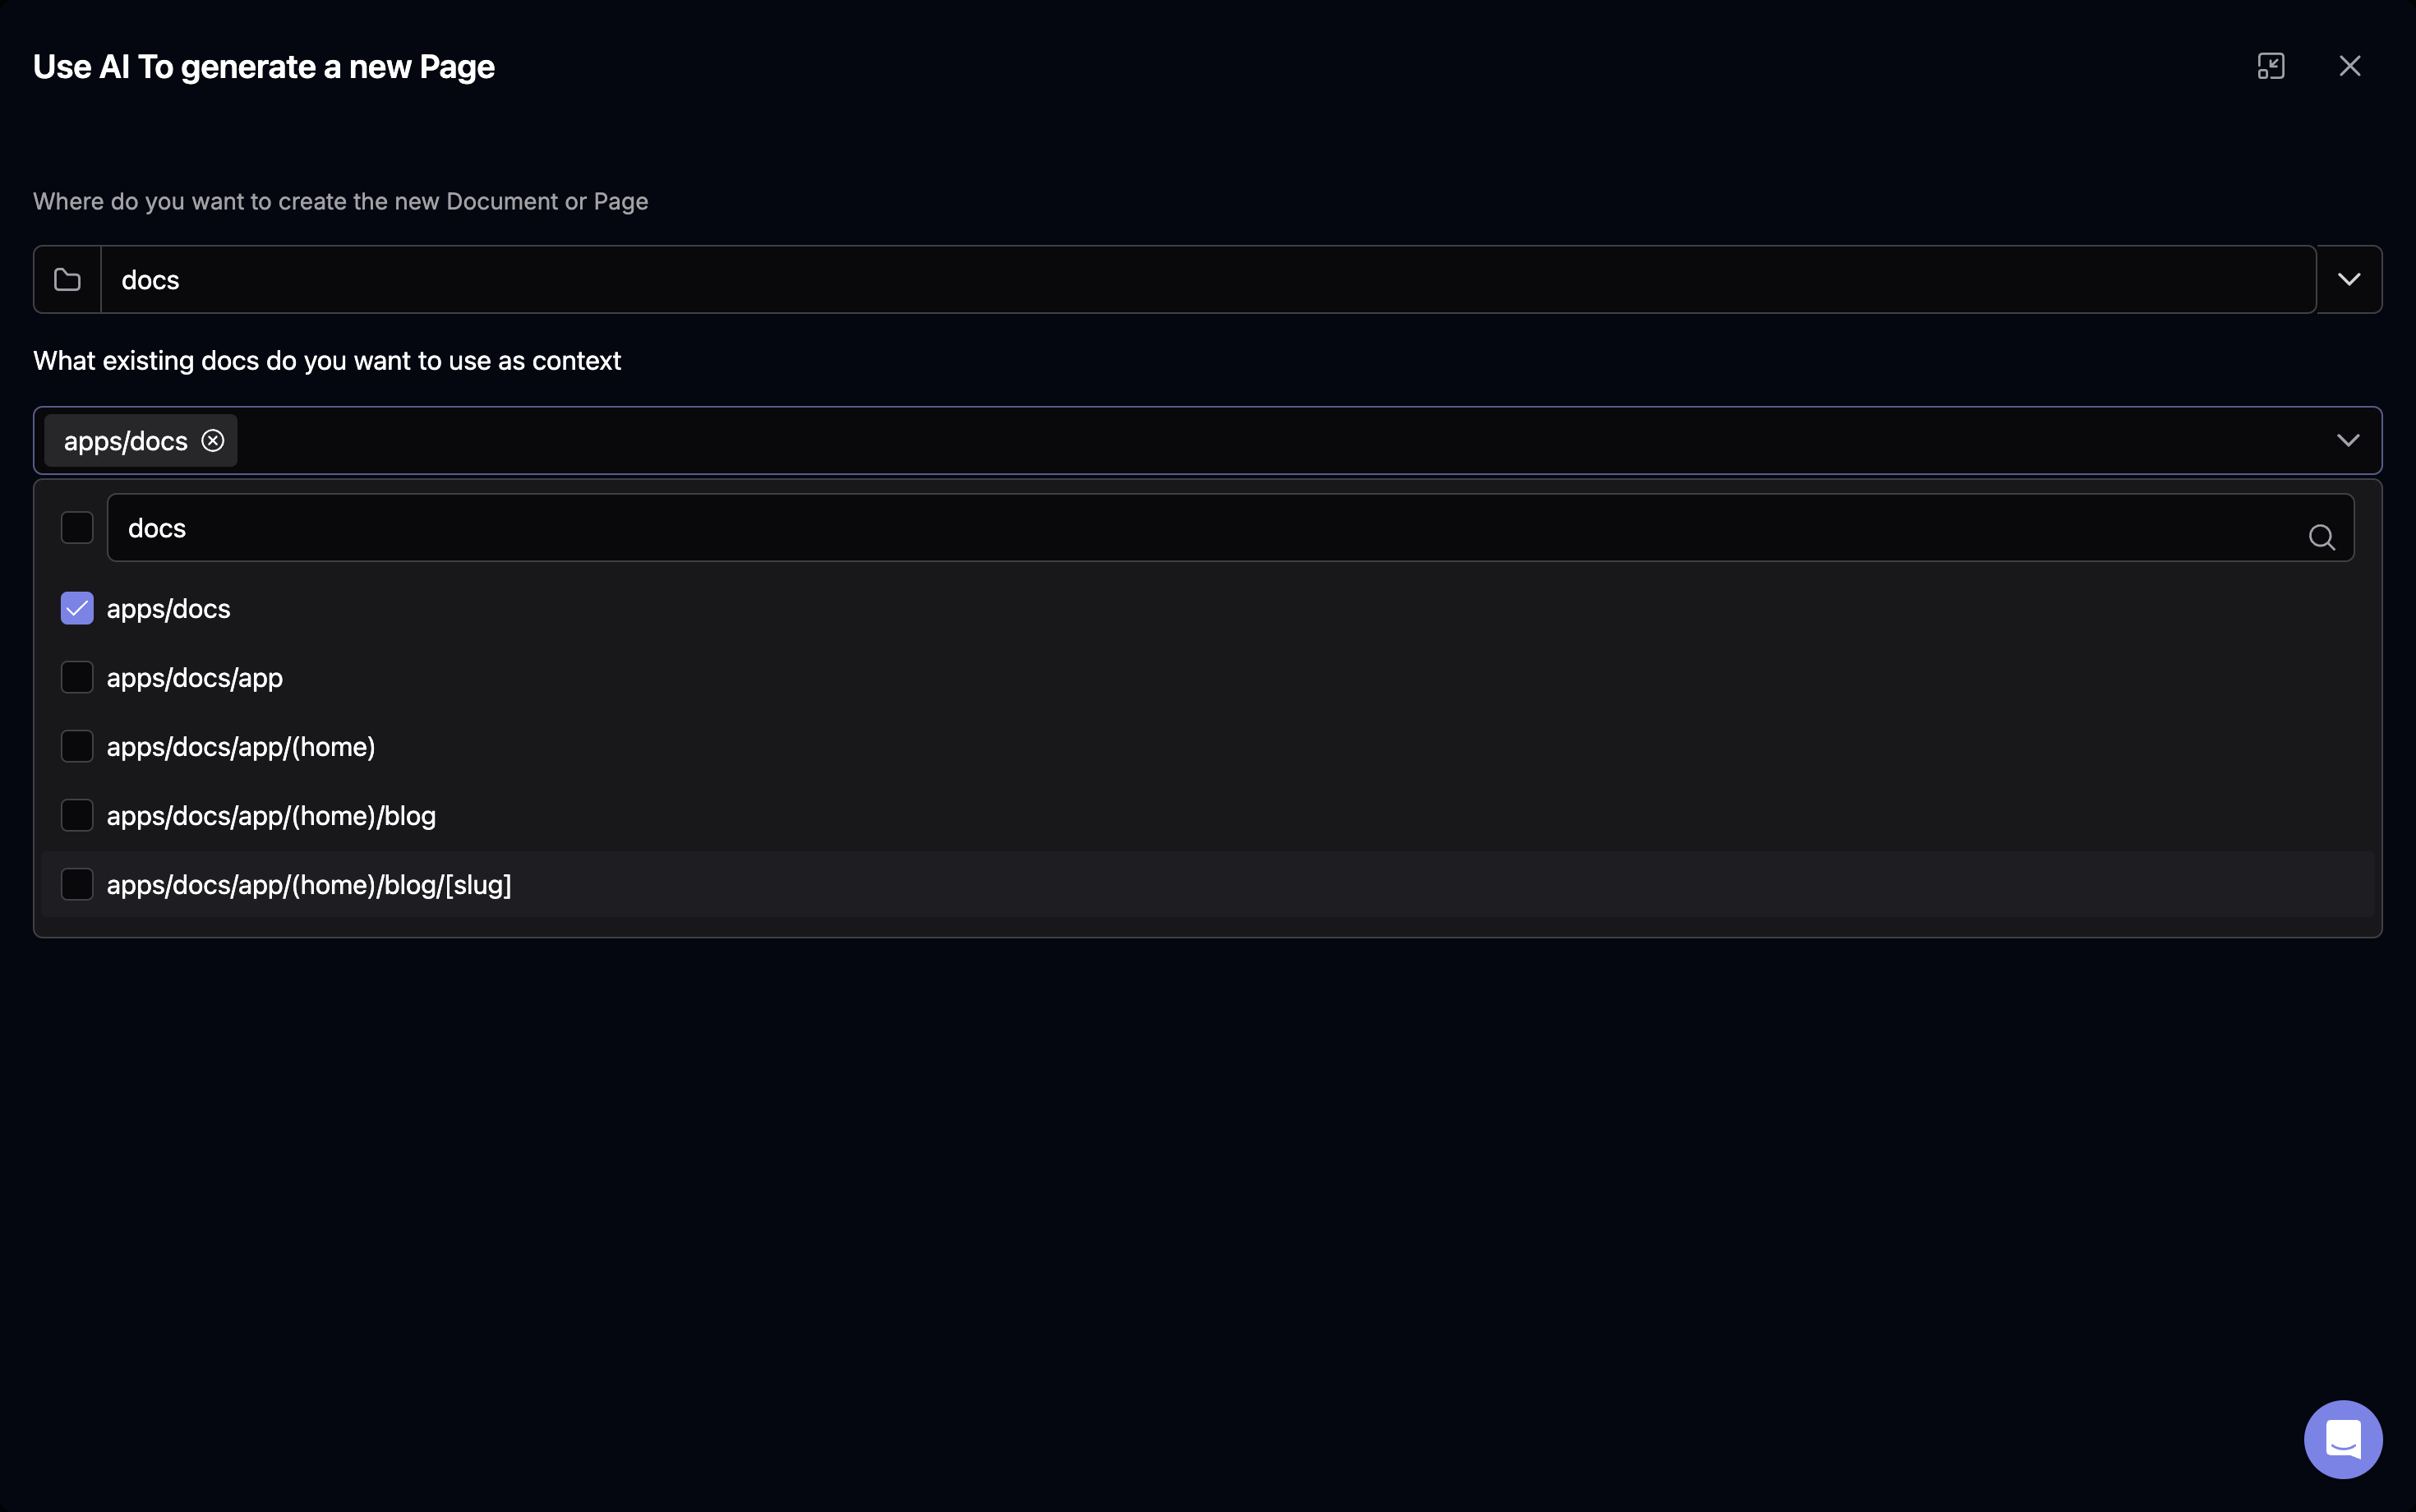 Use AI To generate a new Page
Where do you want to create the new Document or Page
docs
What existing docs do you want to use as context
apps/docs
docs
apps/docs
apps/docs/app
apps/docs/app/(home)
apps/docs/app/(home)/blog
apps/docs/app/(home)/blog/[slug]